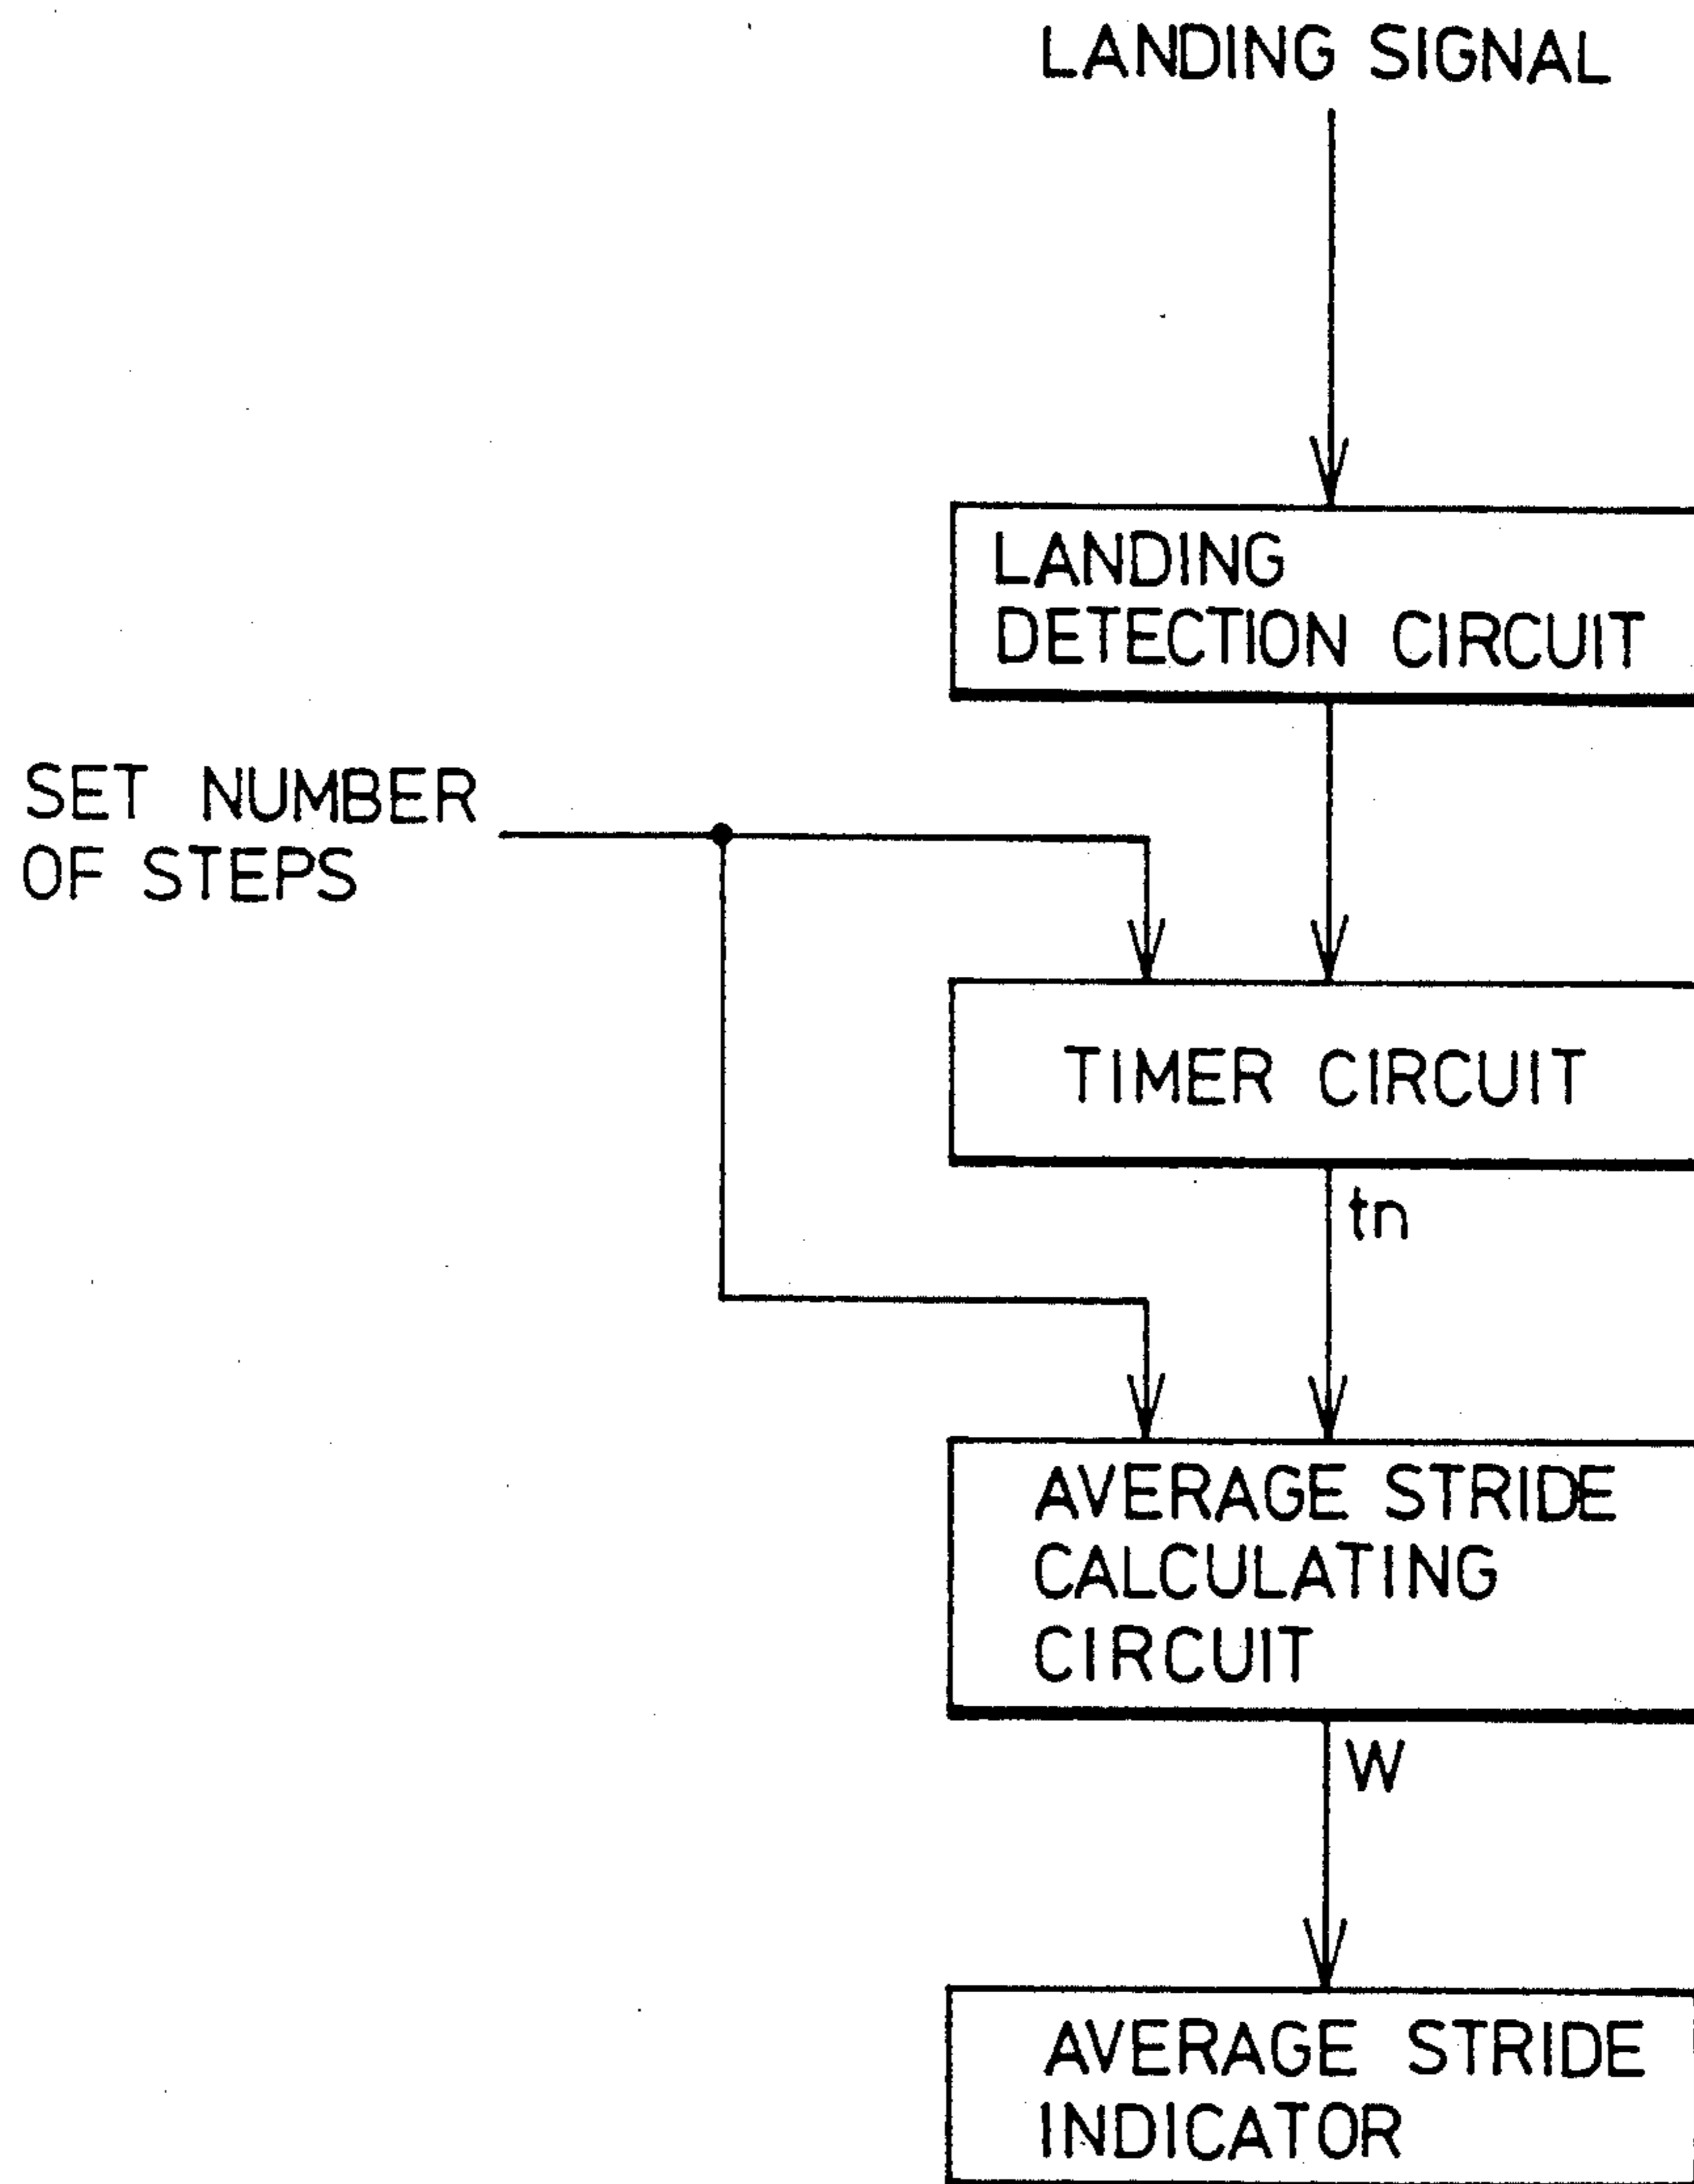 LANDING SIGNAL
LANDING
DETECTION CIRCUIT
SET NUMBER
OF STEPS
TIMER CIRCUIT
tn
AVERAGE STRIDE
CALCULATING
CIRCUIT
W
AVERAGE STRIDE
INDICATOR